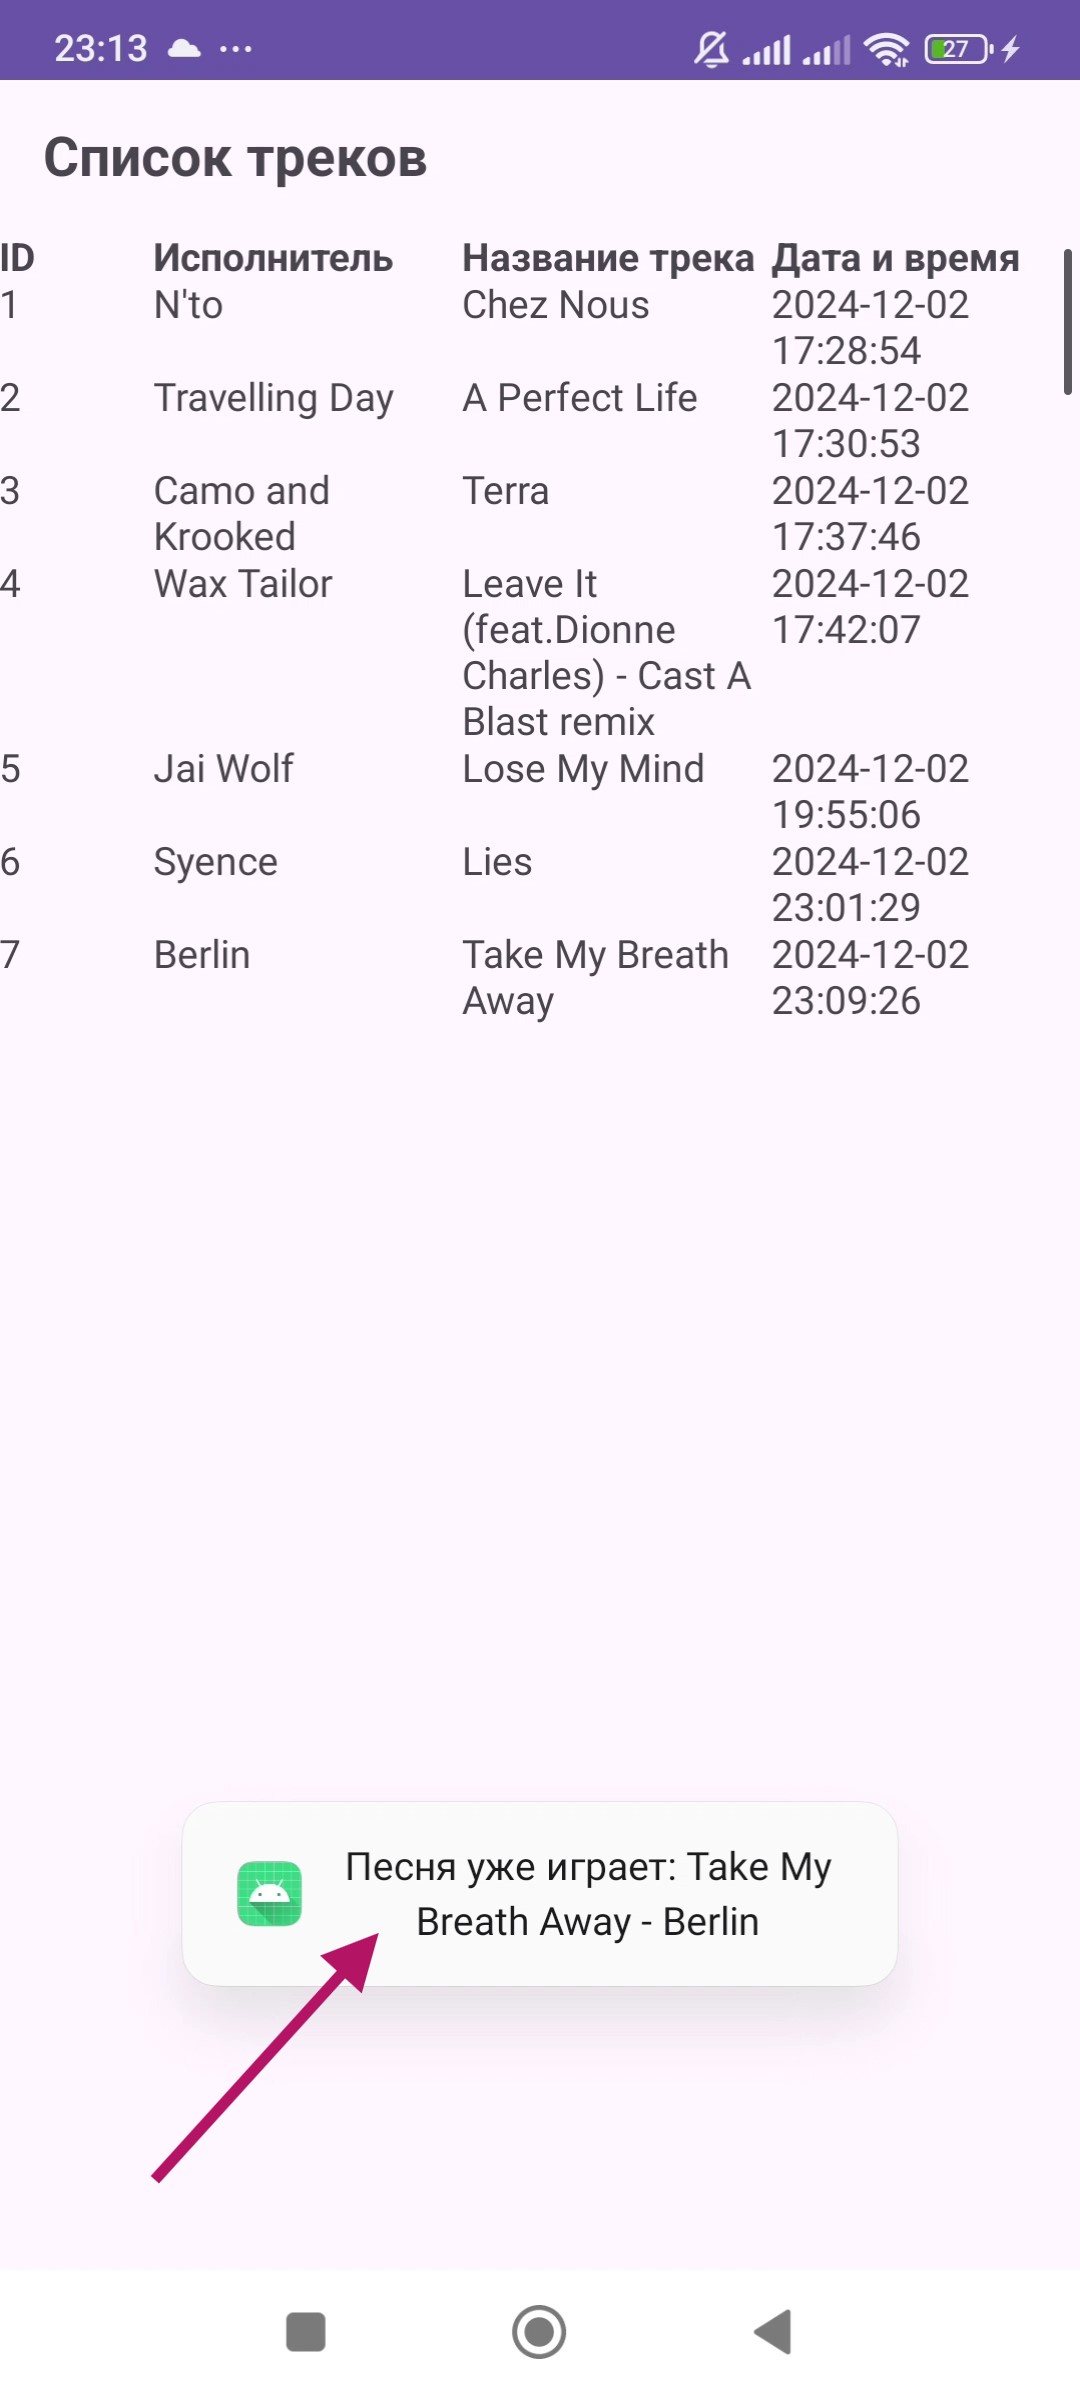 23:13
27
Список треков
ID Исполнитель Название трека Дата и время
1 N'to Chez Nous 2024-12-02
17:28:54
2 Travelling Day A Perfect Life 2024-12-02
17:30:53
3 Camo and Terra 2024-12-02
Krooked 17:37:46
4 Wax Tailor Leave It 2024-12-02
(feat.Dionne 17:42:07
Charles) - Cast A
Blast remix
5 Jai Wolf Lose My Mind 2024-12-02
19:55:06
6 Syence Lies 2024-12-02
23:01:29
7 Berlin Take My Breath 2024-12-02
Away 23:09:26
Песня уже играет: Take My
Breath Away - Berlin